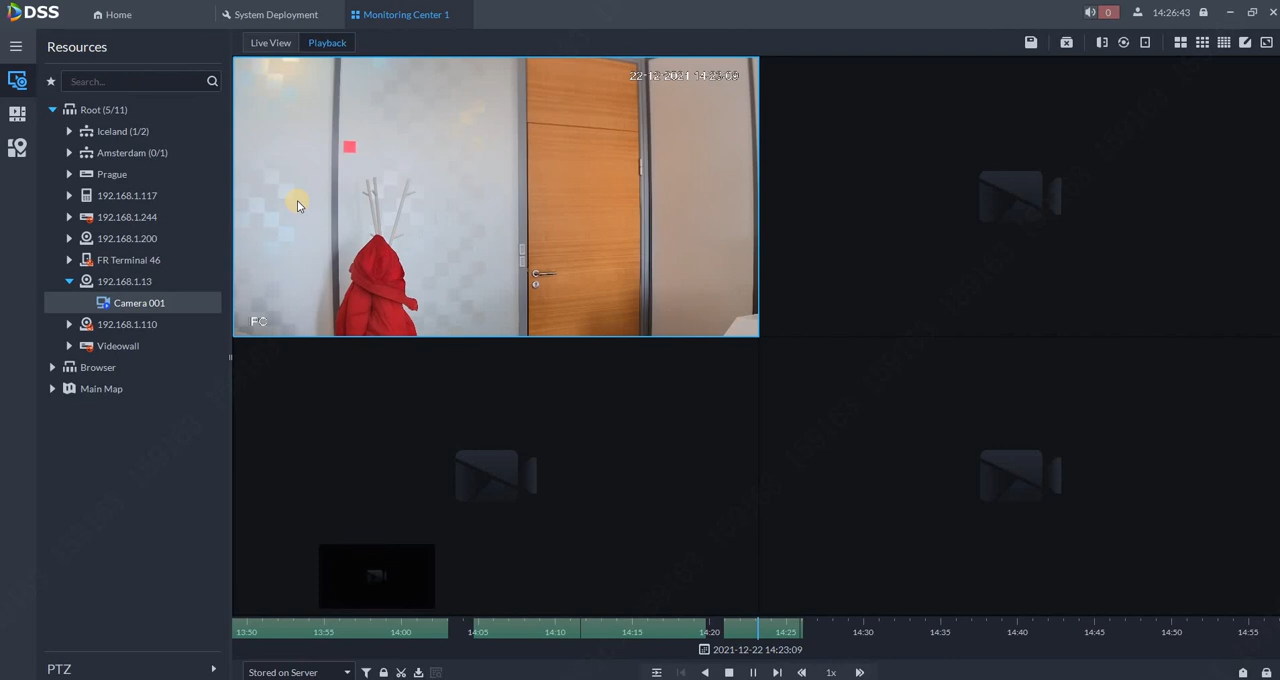 DSS
Home
System Deployment
Monitoring Center 1
0
14:26:43
Resources
Live View
Playback
Search...
Root (5/11)
Iceland (1/2)
Amsterdam (0/1)
Prague
192.168.1.117
192.168.1.244
192.168.1.200
FR Terminal 46
192.168.1.13
Camera 001
192.168.1.110
Videowall
Browser
Main Map
22-12-2021 14:23:09
IPC
13:50
13:55
14:00
14:05
14:10
14:15
14:20
14:25
14:30
14:35
14:40
14:45
14:50
14:55
2021-12-22 14:23:09
PTZ
Stored on Server
1x